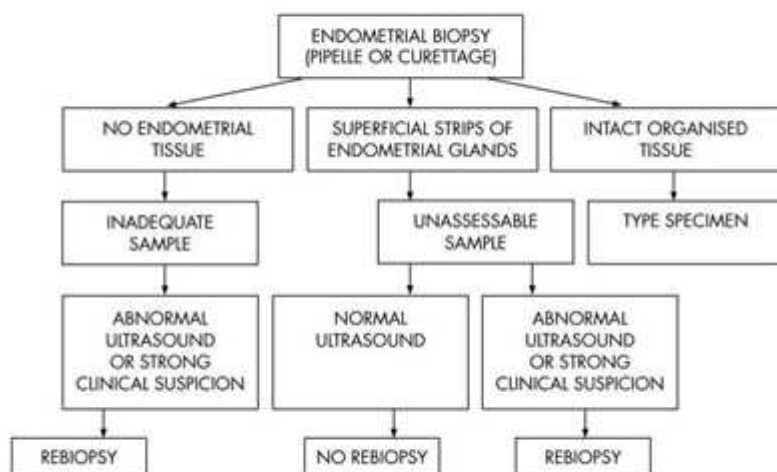 ENDOMETRIAL BIOPSY
(PIPELLE OR CURETTAGE)
NO ENDOMETRIAL
TISSUE
SUPERFICIAL STRIPS OF
ENDOMETRIAL GLANDS
INTACT ORGANISED
TISSUE
INADEQUATE
SAMPLE
UNASSESSABLE
SAMPLE
TYPE SPECIMEN
ABNORMAL
ULTRASOUND
OR STRONG
CLINICAL SUSPICION
NORMAL
ULTRASOUND
ABNORMAL
ULTRASOUND
OR STRONG
CLINICAL SUSPICION
REBIOPSY
NO REBIOPSY
REBIOPSY